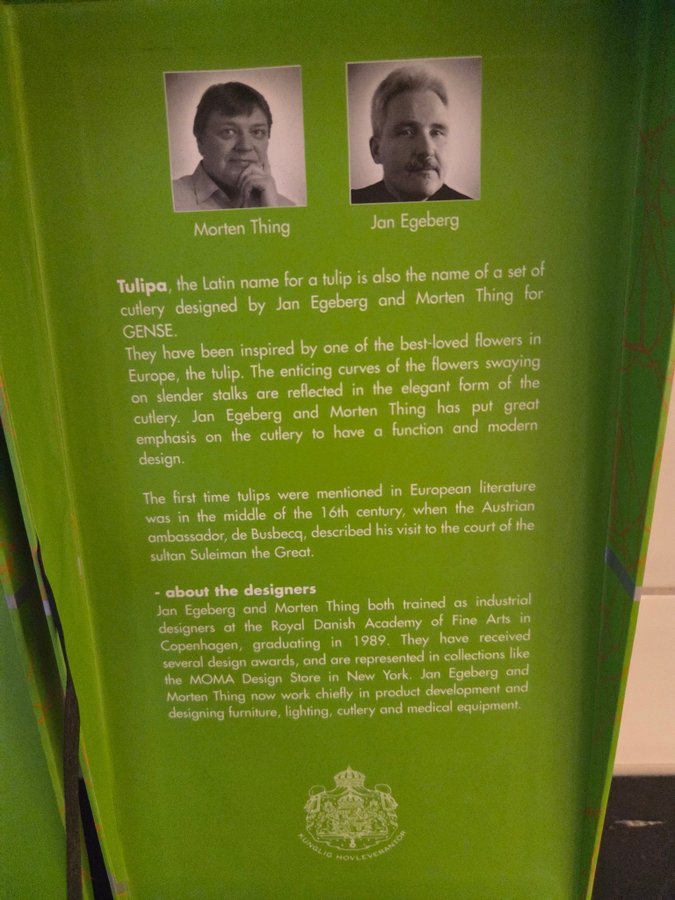 Morten Thing
Jan Egeberg
Tulipa, the Latin name for a tulip is also the name of a set of
cutlery designed by Jan Egeberg and Morten Thing for
GENSE.
They have been inspired by one of the best-loved flowers in
Europe, the tulip. The enticing curves of the flowers swaying
on slender stalks are reflected in the elegant form of the
cutlery. Jan Egeberg and Morten Thing has put great
emphasis on the cutlery to have a function and modern
design.
The first time tulips were mentioned in European literature
was in the middle of the 16th century, when the Austrian
ambassador, de Busbecq, described his visit to the court of the
sultan Suleiman the Great.
- about the designers
Jan Egeberg and Morten Thing both trained as industrial
designers at the Royal Danish Academy of Fine Arts in
Copenhagen, graduating in 1989. They have received
several design awards, and are represented in collections like
the MOMA Design Store in New York. Jan Egeberg and
Morten Thing now work chiefly in product development and
designing furniture, lighting, cutlery and medical equipment.
KUNGLIG HOVLEVERANTÖR